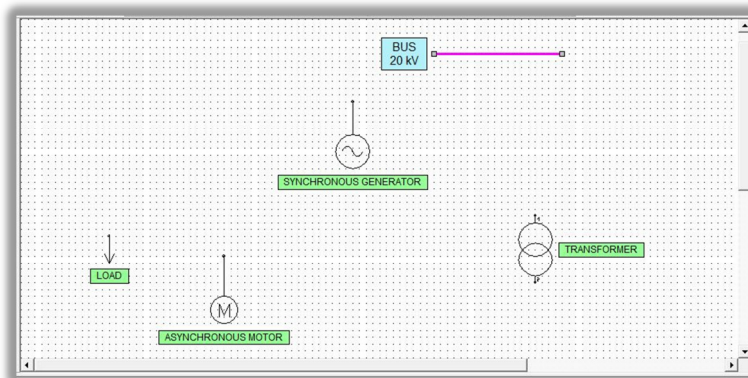 BUS
20 kV
SYNCHRONOUS GENERATOR
TRANSFORMER
LOAD
M
ASYNCHRONOUS MOTOR